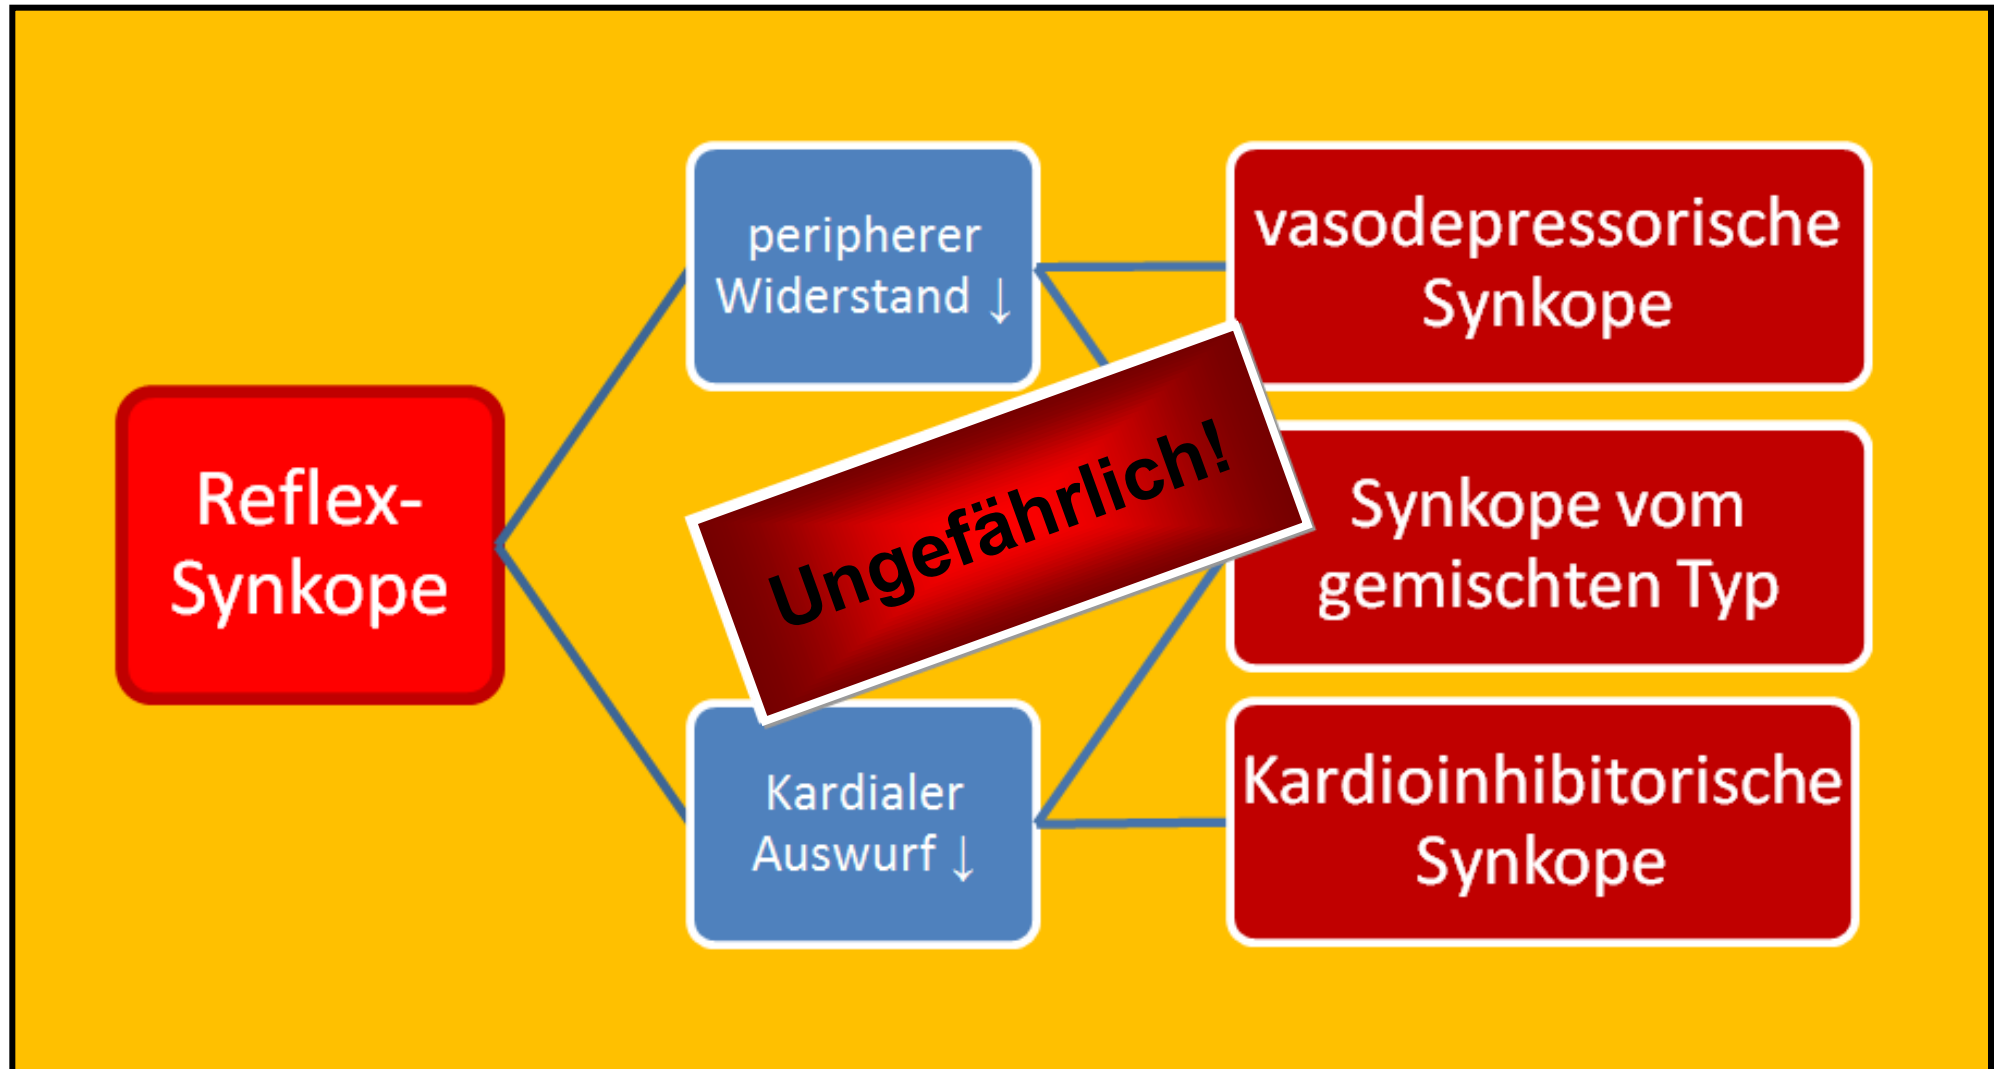 Reflex-
Synkope
peripherer
Widerstand ↓
Kardialer
Auswurf ↓
Ungefährlich!
vasodepressorische
Synkope
Synkope vom
gemischten Typ
Kardioinhibitorische
Synkope